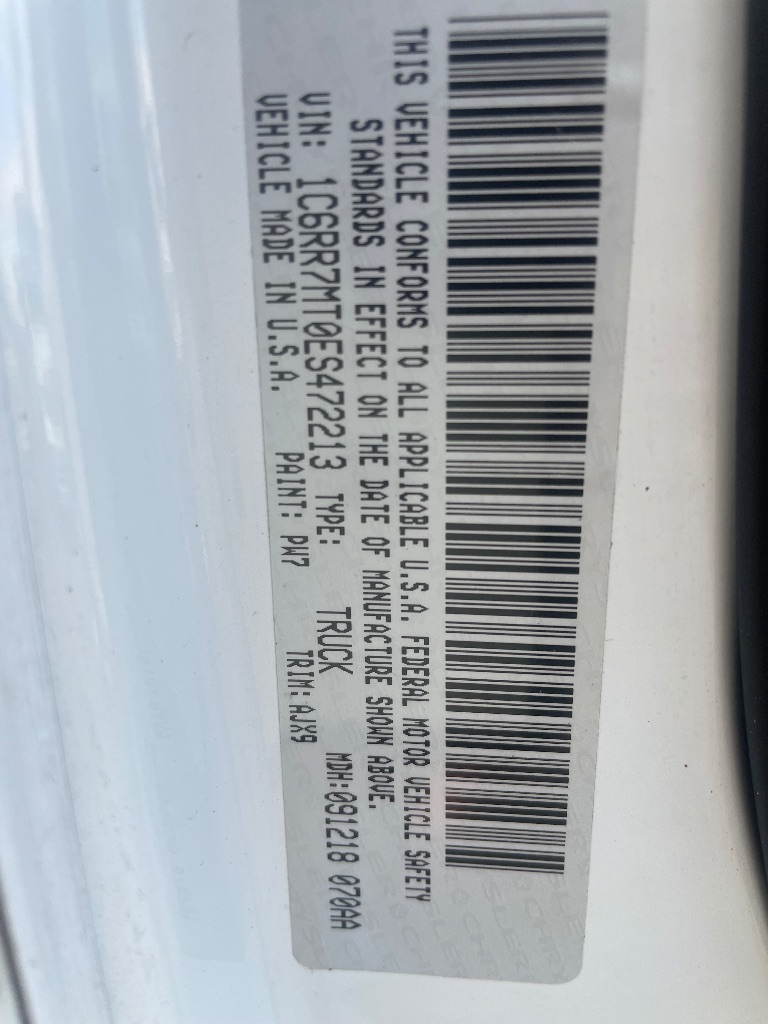 THIS VEHICLE CONFORMS TO ALL APPLICABLE U.S.A. FEDERAL MOTOR VEHICLE SAFETY
STANDARDS IN EFFECT ON THE DATE OF MANUFACTURE SHOWN ABOVE.
VIN: 1C6RR7MT0ES472213 TYPE: TRUCK MDH:091218 070AA
VEHICLE MADE IN U.S.A. PAINT: PW7 TRIM:AJX9